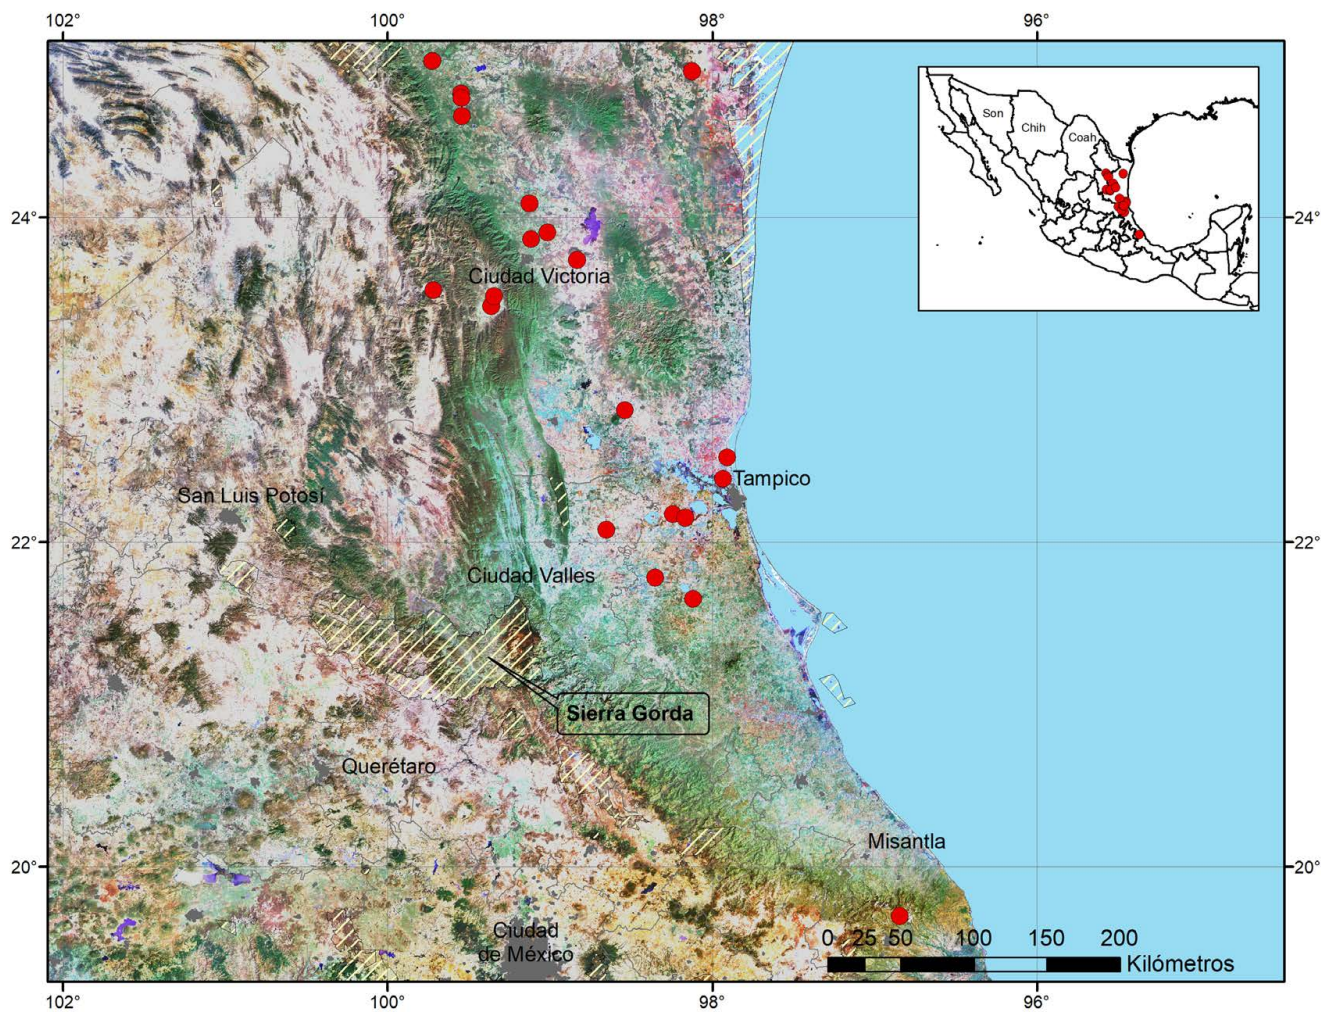 102°
100°
98°
96°
Son
Chih
Coah
24°
24°
Ciudad Victoria
Tampico
San Luis Potosí
22°
22°
Ciudad Valles
Sierra Gorda
Querétaro
Misantla
20°
20°
Ciudad
de México
0 25 50 100 150 200
Kilómetros
102°
100°
98°
96°